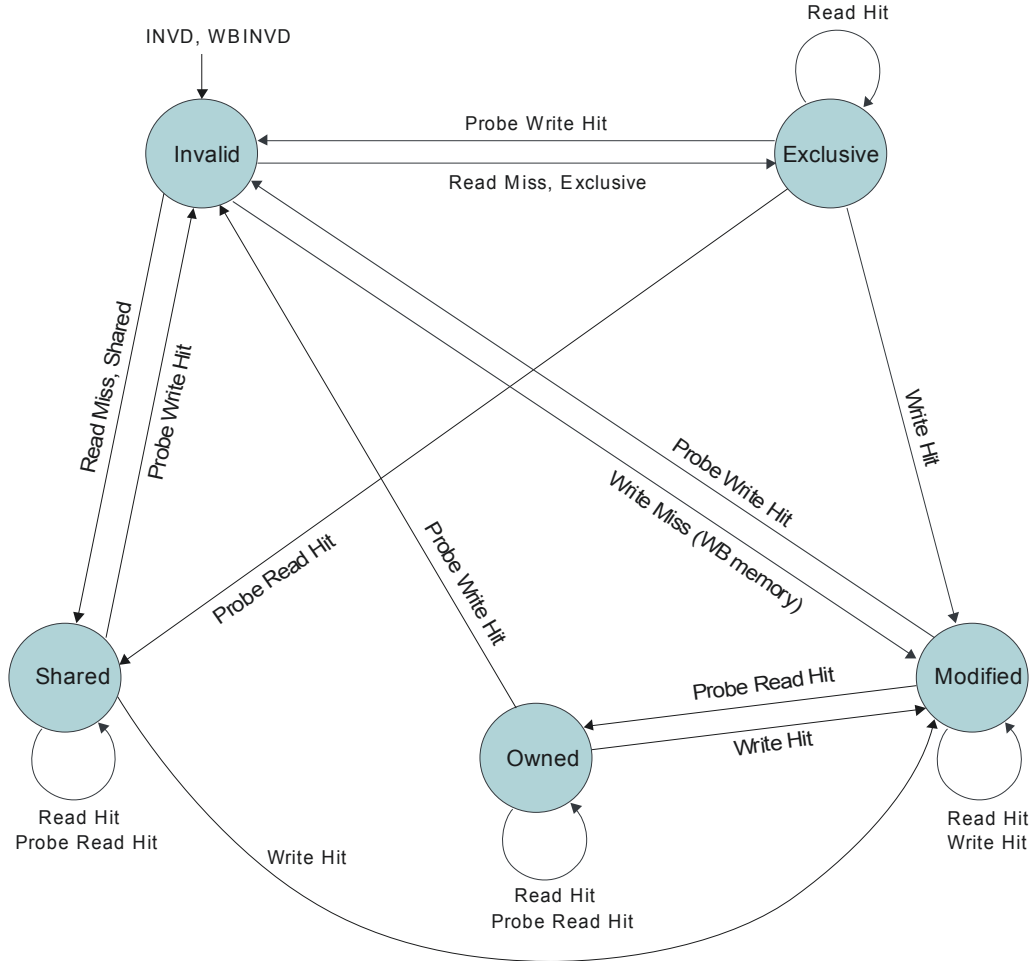 Read Hit
INVD, WBINVD
Probe Write Hit
Invalid
Exclusive
Read Miss, Exclusive
Read Miss, Shared
Probe Write Hit
Write Hit
Probe Write Hit
Write Miss (WB memory)
Probe Read Hit
Probe Write Hit
Shared
Modified
Probe Read Hit
Write Hit
Owned
Read Hit
Probe Read Hit
Read Hit
Write Hit
Write Hit
Read Hit
Probe Read Hit